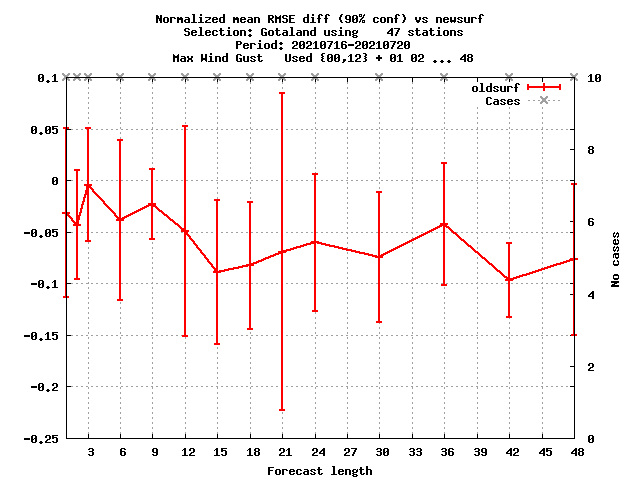 Normalized mean RMSE diff (90% conf) vs newsurf
Selection: Gotaland using    47 stations
Period: 20210716-20210720
Max Wind Gust   Used {00,12} + 01 02 ... 48
oldsurf
Cases
0.1
0.05
0
-0.05
-0.1
-0.15
-0.2
-0.25
10
8
6
4
2
0
No cases
3 6 9 12 15 18 21 24 27 30 33 36 39 42 45 48
Forecast length